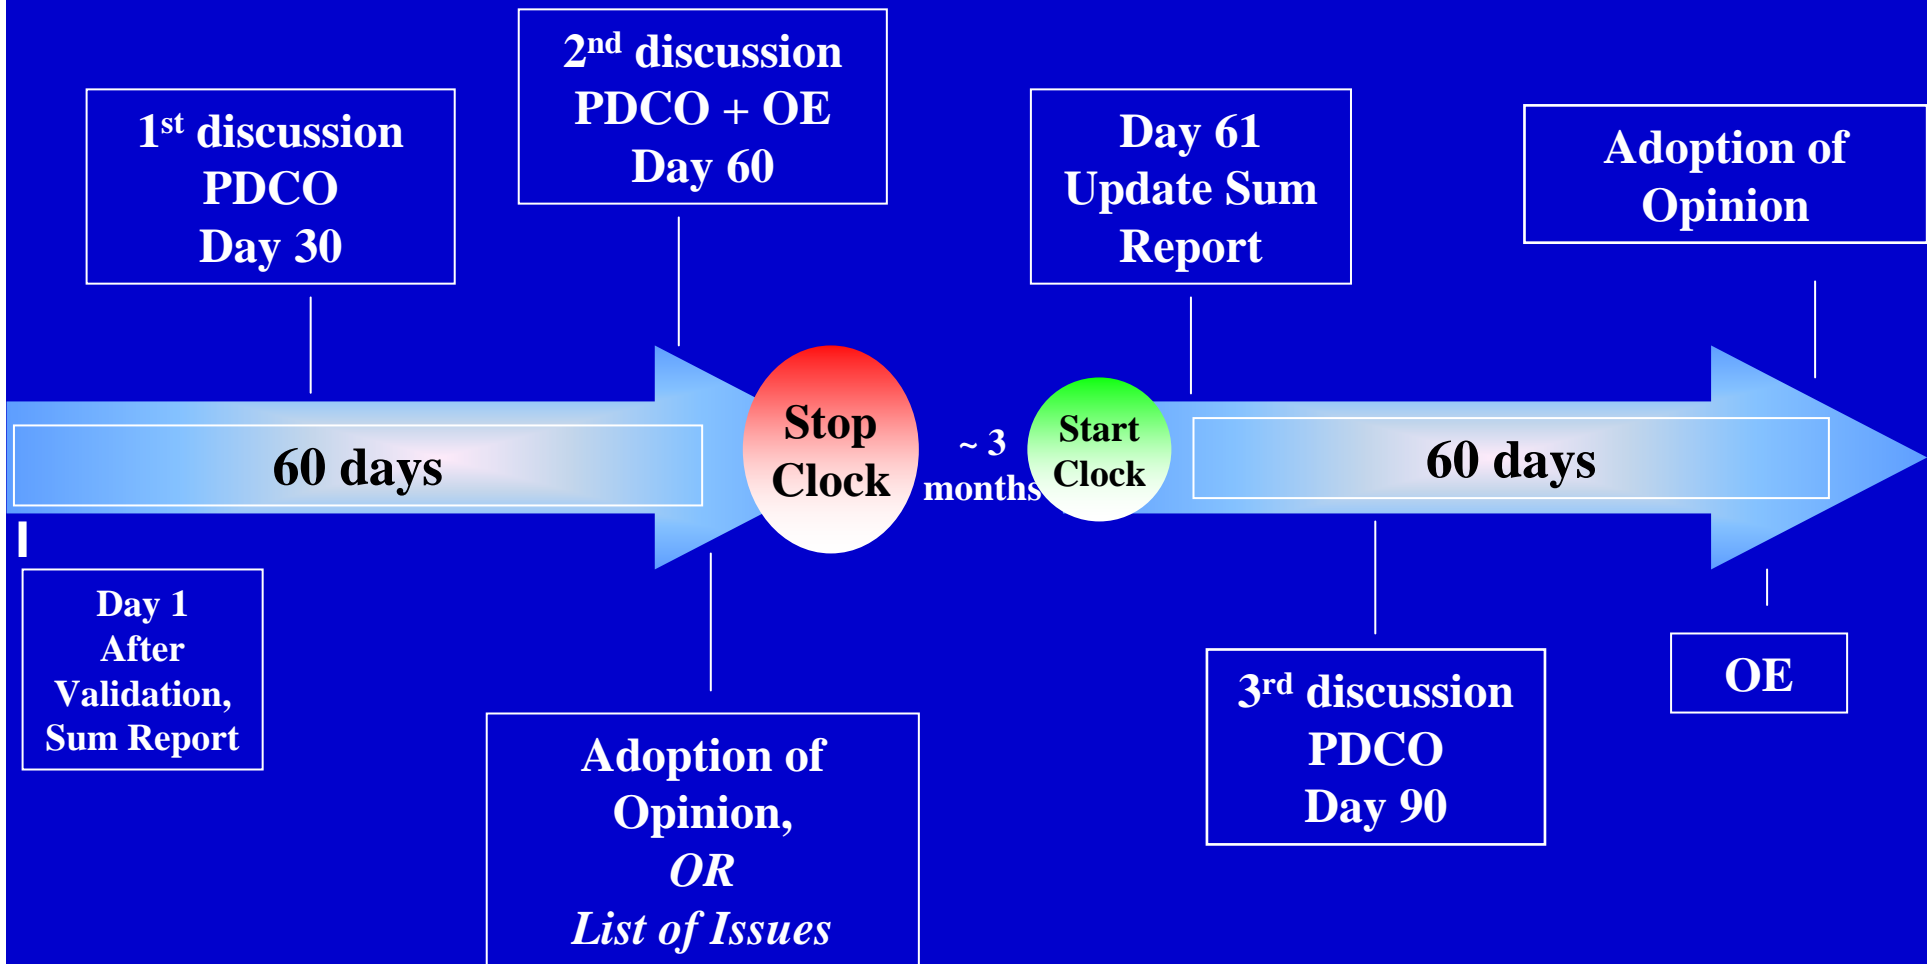 1st discussion
PDCO
Day 30
2nd discussion
PDCO + OE
Day 60
Day 61
Update Sum
Report
Adoption of
Opinion
60 days
Stop
Clock
~ 3
months
Start
Clock
60 days
Day 1
After
Validation,
Sum Report
Adoption of
Opinion,
OR
List of Issues
3rd discussion
PDCO
Day 90
OE